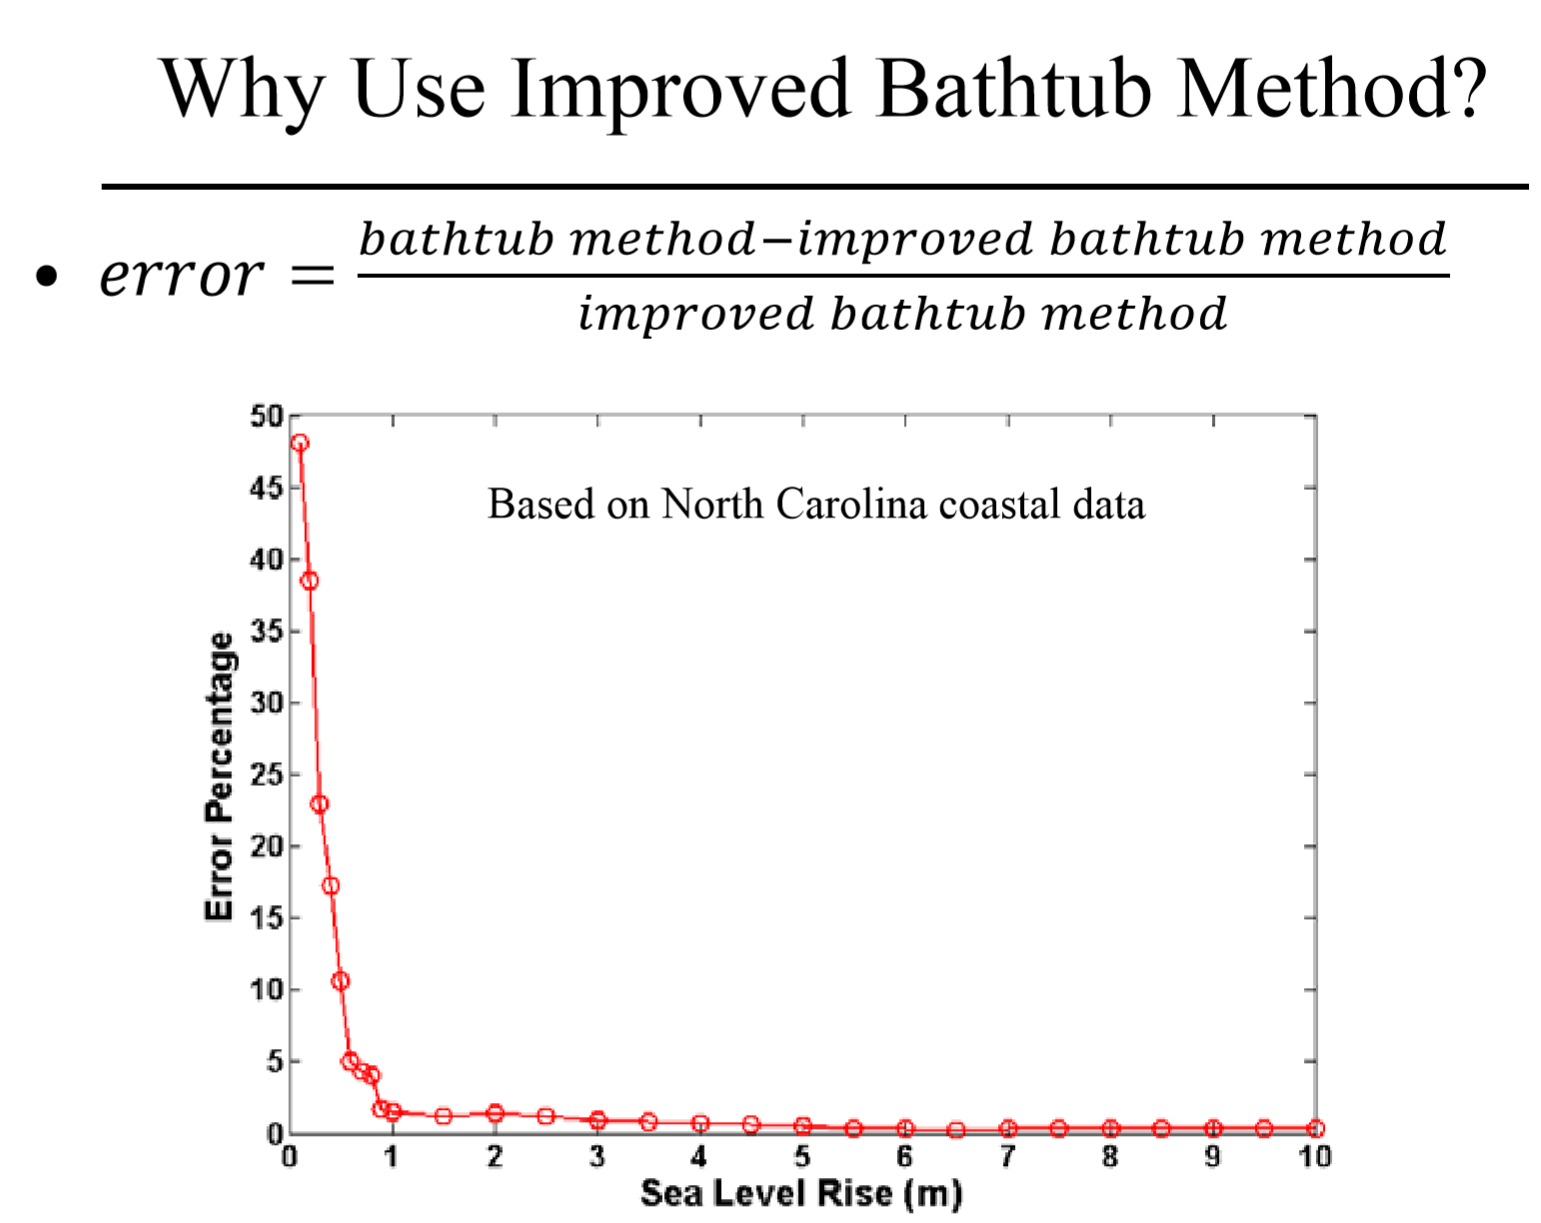 Why Use Improved Bathtub Method?
• error = \frac{bathtub method−improved bathtub method}{improved bathtub method}
Based on North Carolina coastal data
50
45
40
35
30
25
20
15
10
5
0
Error Percentage
0 1 2 3 4 5 6 7 8 9 10
Sea Level Rise (m)